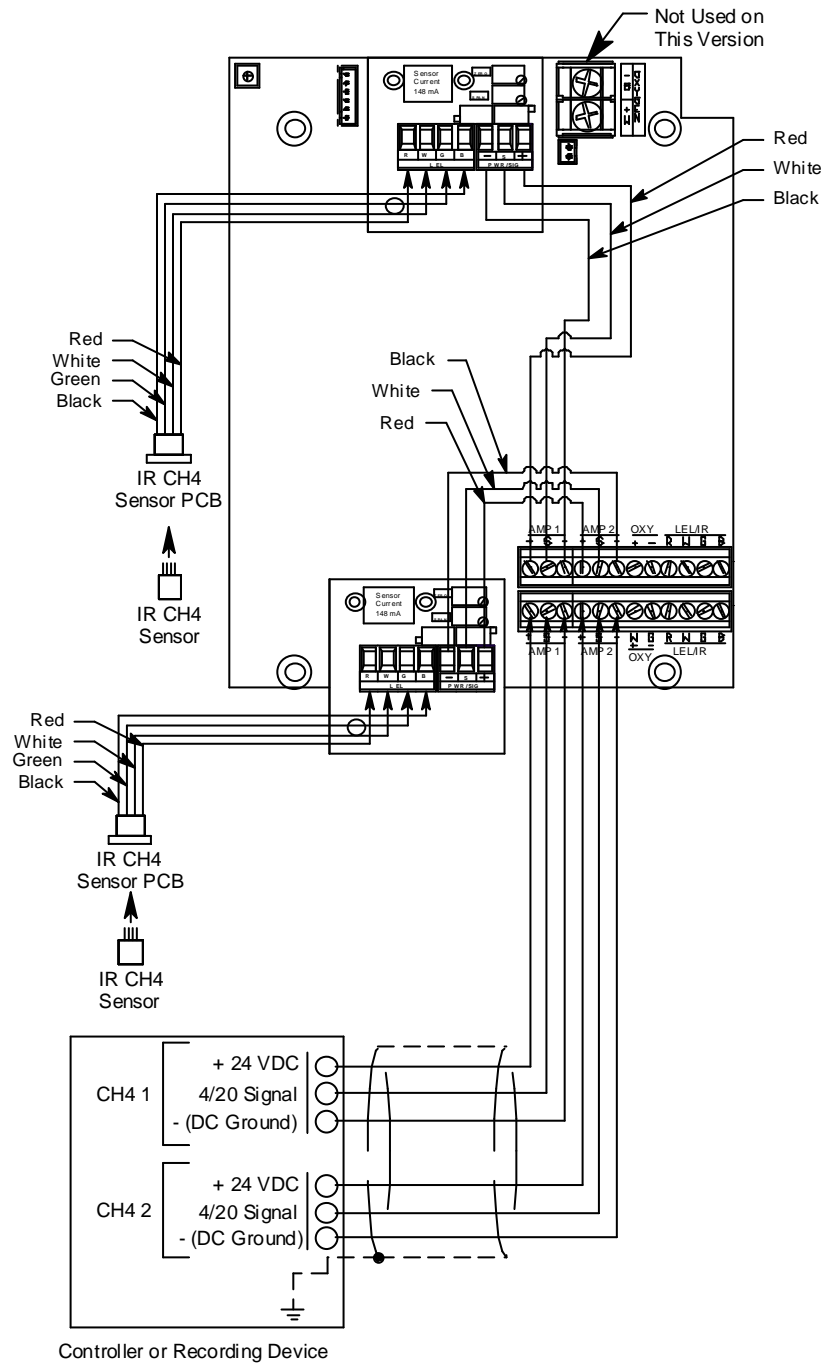 Not Used on
This Version
Sensor
Current
148 mA
R W G B
LEL
- S +
PWR/SIG
Red
White
Black
Red
White
Green
Black
IR CH4
Sensor PCB
IR CH4
Sensor
Black
White
Red
AMP 1 AMP 2 OXY LEL/IR
+ S - + S - + - R W G B
+ S - + S - + - R W G B
AMP 1 AMP 2 OXY LEL/IR
Sensor
Current
148 mA
R W G B
LEL
- S +
PWR/SIG
Red
White
Green
Black
IR CH4
Sensor PCB
IR CH4
Sensor
CH4 1
+ 24 VDC
4/20 Signal
- (DC Ground)
CH4 2
+ 24 VDC
4/20 Signal
- (DC Ground)
Controller or Recording Device